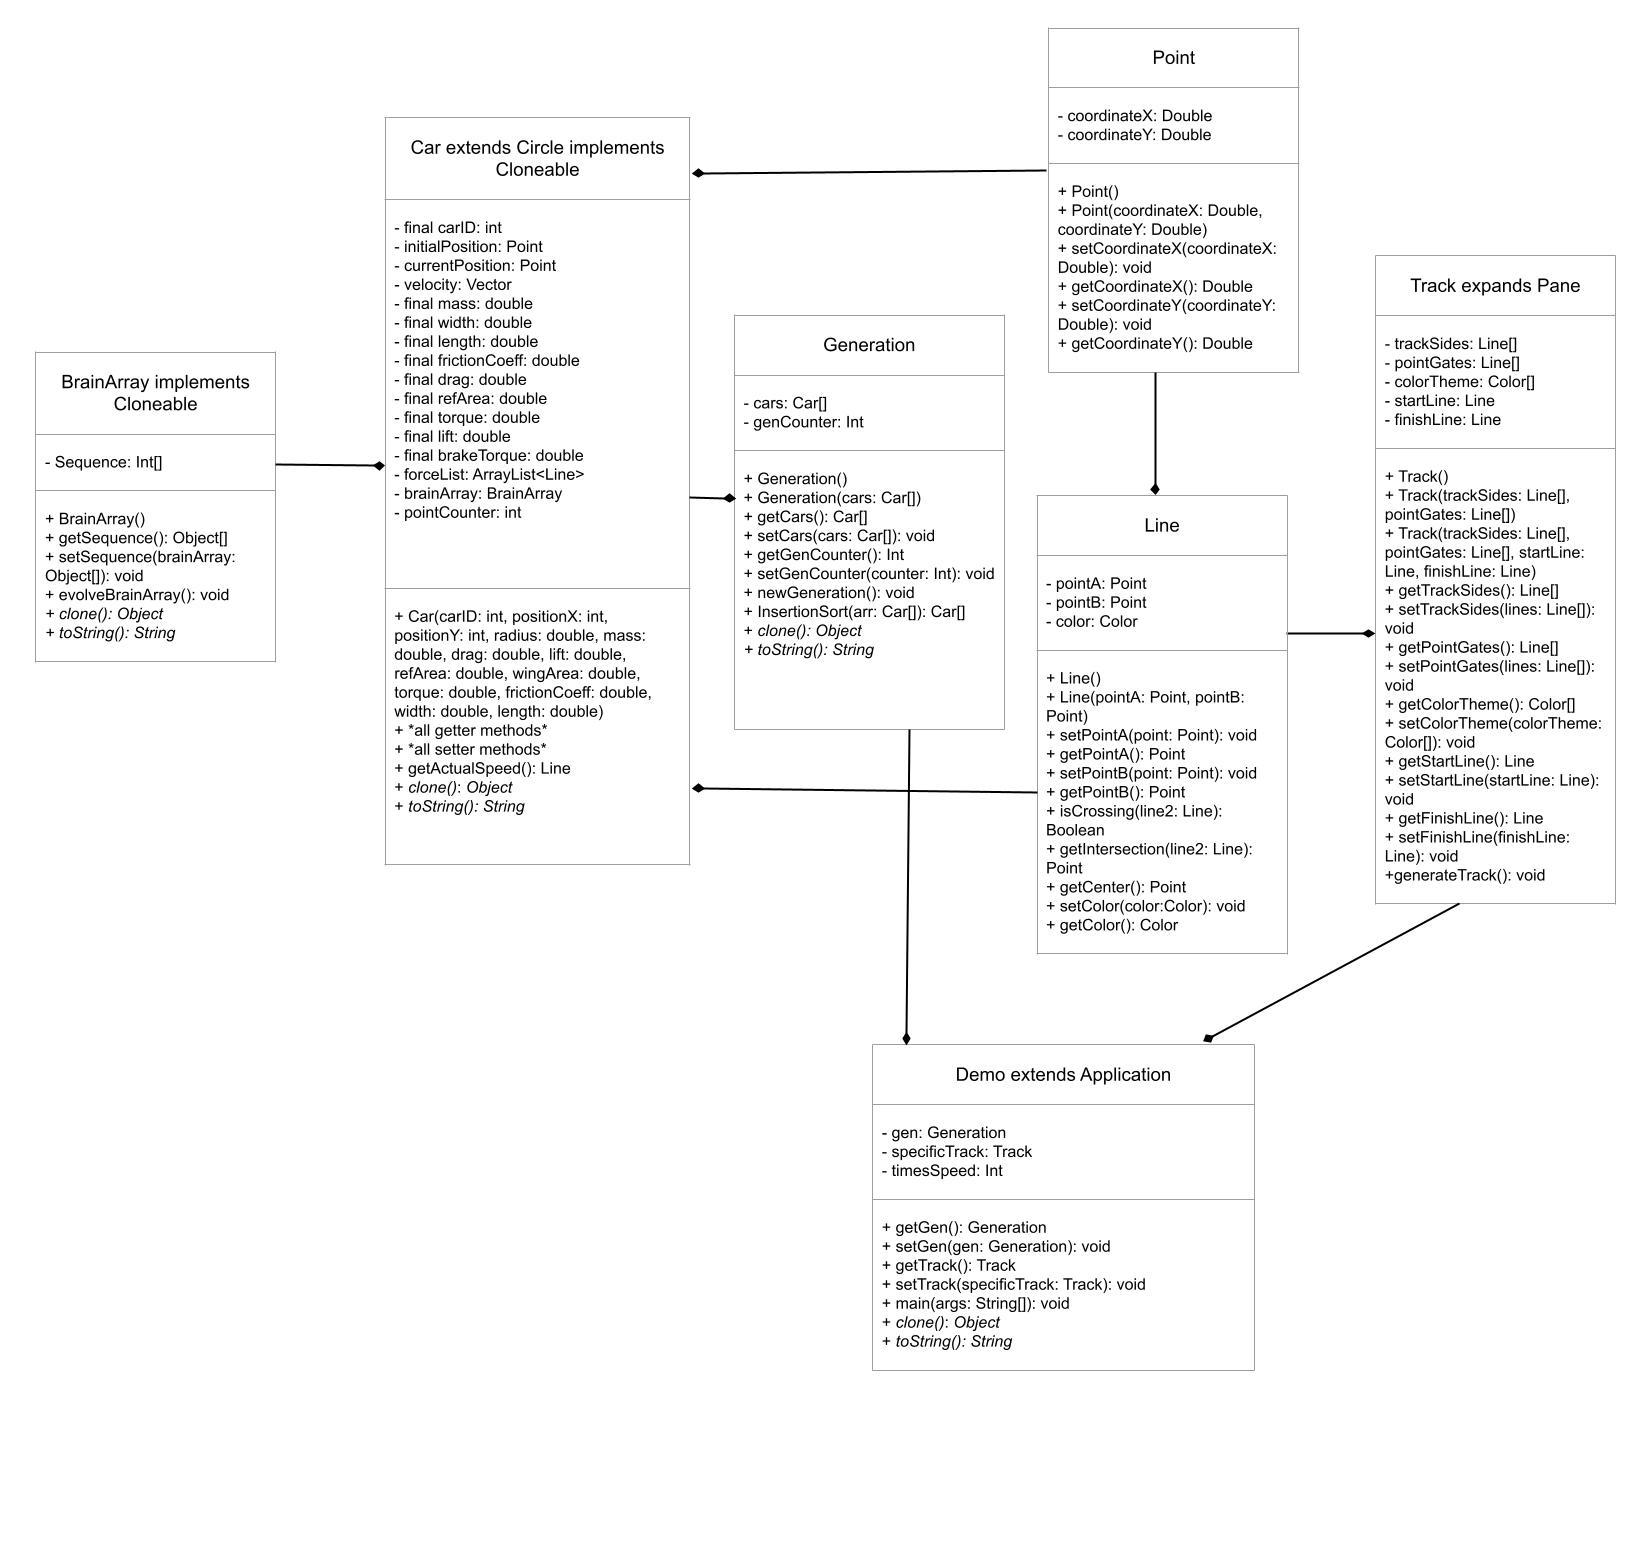 Point
- coordinateX: Double
- coordinateY: Double
+ Point()
+ Point(coordinateX: Double,
coordinateY: Double)
+ setCoordinateX(coordinateX:
Double): void
+ getCoordinateX(): Double
+ setCoordinateY(coordinateY:
Double): void
+ getCoordinateY(): Double
Car extends Circle implements
Cloneable
- final carID: int
- initialPosition: Point
- currentPosition: Point
- velocity: Vector
- final mass: double
- final width: double
- final length: double
- final frictionCoeff: double
- final drag: double
- final refArea: double
- final torque: double
- final lift: double
- final brakeTorque: double
- forceList: ArrayList<Line>
- brainArray: BrainArray
- pointCounter: int
+ Car(carID: int, positionX: int,
positionY: int, radius: double, mass:
double, drag: double, lift: double,
refArea: double, wingArea: double,
torque: double, frictionCoeff: double,
width: double, length: double)
+ *all getter methods*
+ *all setter methods*
+ getActualSpeed(): Line
+ clone(): Object
+ toString(): String
Track expands Pane
- trackSides: Line[]
- pointGates: Line[]
- colorTheme: Color[]
- startLine: Line
- finishLine: Line
+ Track()
+ Track(trackSides: Line[],
pointGates: Line[])
+ Track(trackSides: Line[],
pointGates: Line[], startLine:
Line, finishLine: Line)
+ getTrackSides(): Line[]
+ setTrackSides(lines: Line[]):
void
+ getPointGates(): Line[]
+ setPointGates(lines: Line[]):
void
+ getColorTheme(): Color[]
+ setColorTheme(colorTheme:
Color[]): void
+ getStartLine(): Line
+ setStartLine(startLine: Line):
void
+ getFinishLine(): Line
+ setFinishLine(finishLine:
Line): void
+generateTrack(): void
Generation
- cars: Car[]
- genCounter: Int
+ Generation()
+ Generation(cars: Car[])
+ getCars(): Car[]
+ setCars(cars: Car[]): void
+ getGenCounter(): Int
+ setGenCounter(counter: Int): void
+ newGeneration(): void
+ InsertionSort(arr: Car[]): Car[]
+ clone(): Object
+ toString(): String
BrainArray implements
Cloneable
- Sequence: Int[]
+ BrainArray()
+ getSequence(): Object[]
+ setSequence(brainArray:
Object[]): void
+ evolveBrainArray(): void
+ clone(): Object
+ toString(): String
Line
- pointA: Point
- pointB: Point
- color: Color
+ Line()
+ Line(pointA: Point, pointB:
Point)
+ setPointA(point: Point): void
+ getPointA(): Point
+ setPointB(point: Point): void
+ getPointB(): Point
+ isCrossing(line2: Line):
Boolean
+ getIntersection(line2: Line):
Point
+ getCenter(): Point
+ setColor(color:Color): void
+ getColor(): Color
Demo extends Application
- gen: Generation
- specificTrack: Track
- timesSpeed: Int
+ getGen(): Generation
+ setGen(gen: Generation): void
+ getTrack(): Track
+ setTrack(specificTrack: Track): void
+ main(args: String[]): void
+ clone(): Object
+ toString(): String